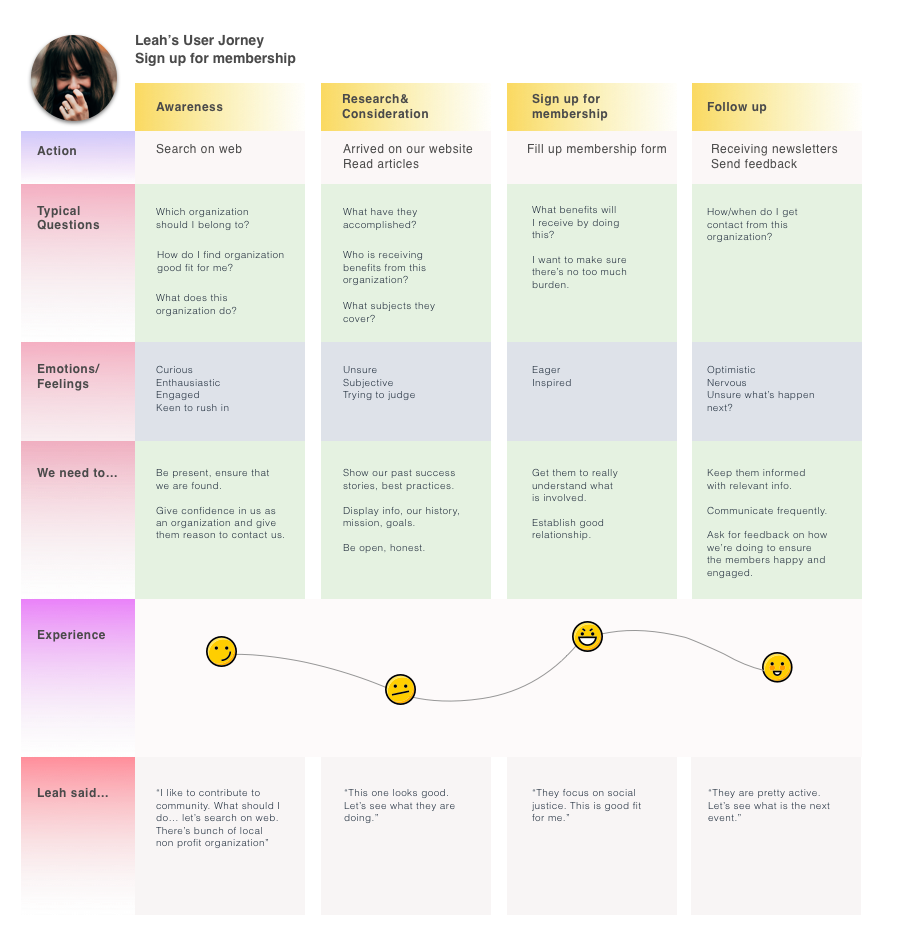 Leah's User Jorney
Sign up for membership
Awareness
Research&
Consideration
Sign up for
membership
Follow up
Action
Search on web
Arrived on our website
Read articles
Fill up membership form
Receiving newsletters
Send feedback
Typical
Questions
Which organization
should I belong to?
How do I find organization
good fit for me?
What does this
organization do?
What have they
accomplished?
Who is receiving
benefits from this
organization?
What subjects they
cover?
What benefits will
I receive by doing
this?
I want to make sure
there's no too much
burden.
How/when do I get
contact from this
organization?
Emotions/
Feelings
Curious
Enthausiastic
Engaged
Keen to rush in
Unsure
Subjective
Trying to judge
Eager
Inspired
Optimistic
Nervous
Unsure what's happen
next?
We need to...
Be present, ensure that
we are found.
Give confidence in us as
an organization and give
them reason to contact us.
Show our past success
stories, best practices.
Display info, our history,
mission, goals.
Be open, honest.
Get them to really
understand what
is involved.
Establish good
relationship.
Keep them informed
with relevant info.
Communicate frequently.
Ask for feedback on how
we're doing to ensure
the members happy and
engaged.
Experience
Leah said...
"I like to contribute to
community. What should I
do... let's search on web.
There's bunch of local
non profit organization"
"This one looks good.
Let's see what they are
doing."
"They focus on social
justice. This is good fit
for me."
"They are pretty active.
Let's see what is the next
event."